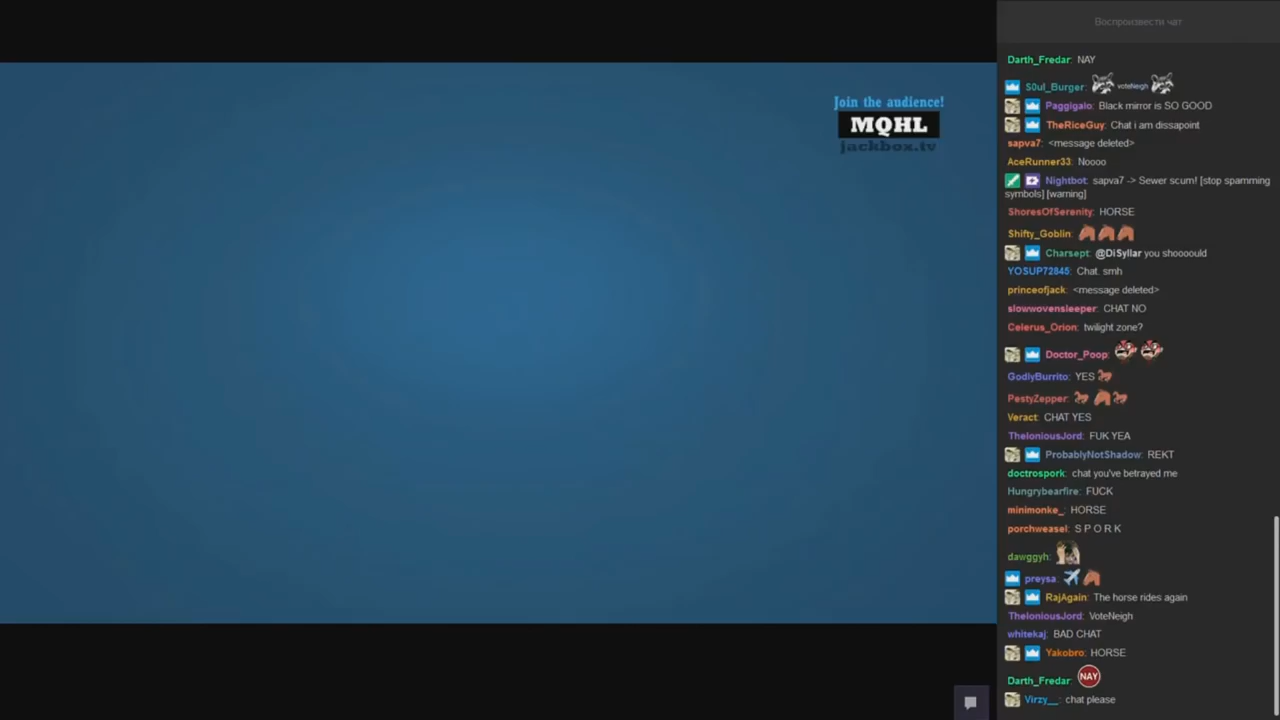 Воспроизвести чат
Join the audience!
MQHL
jackbox.tv
Darth_Fredar: NAY
S0ul_Burger: voteNeigh
Paggigalo: Black mirror is SO GOOD
TheRiceGuy: Chat i am dissapoint
sapva7: <message deleted>
AceRunner33: Noooo
Nightbot: sapva7 -> Sewer scum! [stop spamming
symbols] [warning]
ShoresOfSerenity: HORSE
Shifty_Goblin:
Charsept: @DiSyllar you shoooould
YOSUP72845: Chat. smh
princeofjack: <message deleted>
slowwovensleeper: CHAT NO
Celerus_Orion: twilight zone?
Doctor_Poop:
GodlyBurrito: YES
PestyZepper:
Veract: CHAT YES
TheloniousJord: FUK YEA
ProbablyNotShadow: REKT
doctrospork: chat you've betrayed me
Hungrybearfire: FUCK
minimonke_: HORSE
porchweasel: S P O R K
dawggyh:
preysa:
RajAgain: The horse rides again
TheloniousJord: VoteNeigh
whitekaj: BAD CHAT
Yakobro: HORSE
Darth_Fredar: NAY
Virzy__: chat please